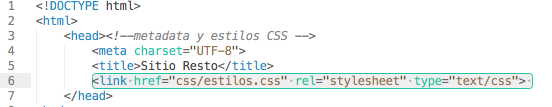 1 <!DOCTYPE html>
2 <html>
3 <head><!--metadata y estilos CSS -->
4 <meta charset="UTF-8">
5 <title>Sitio Resto</title>
6 <link href="css/estilos.css" rel="stylesheet" type="text/css">
7 </head>